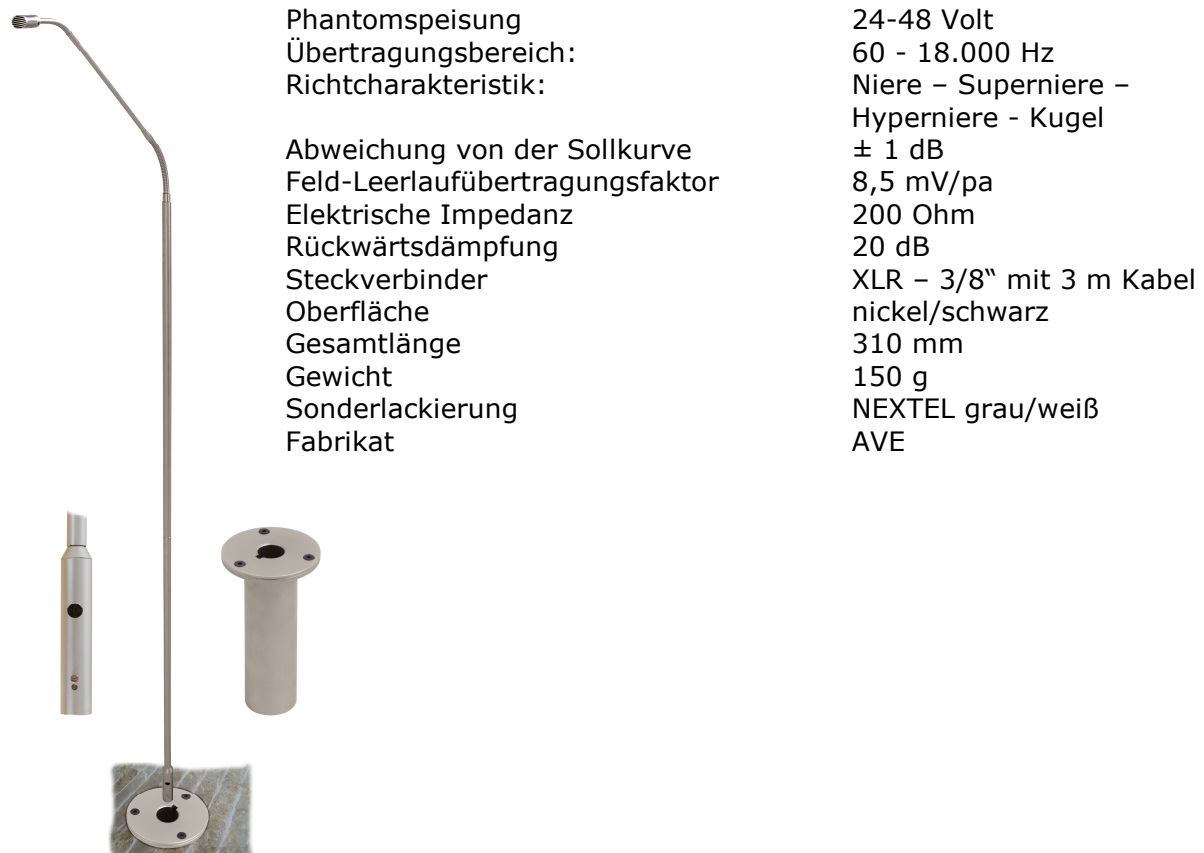 Phantomspeisung 24-48 Volt
Übertragungsbereich: 60 - 18.000 Hz
Richtcharakteristik: Niere – Superniere –
Hyperniere - Kugel
Abweichung von der Sollkurve ± 1 dB
Feld-Leerlaufübertragungsfaktor 8,5 mV/pa
Elektrische Impedanz 200 Ohm
Rückwärtsdämpfung 20 dB
Steckverbinder XLR – 3/8“ mit 3 m Kabel
Oberfläche nickel/schwarz
Gesamtlänge 310 mm
Gewicht 150 g
Sonderlackierung NEXTEL grau/weiß
Fabrikat AVE